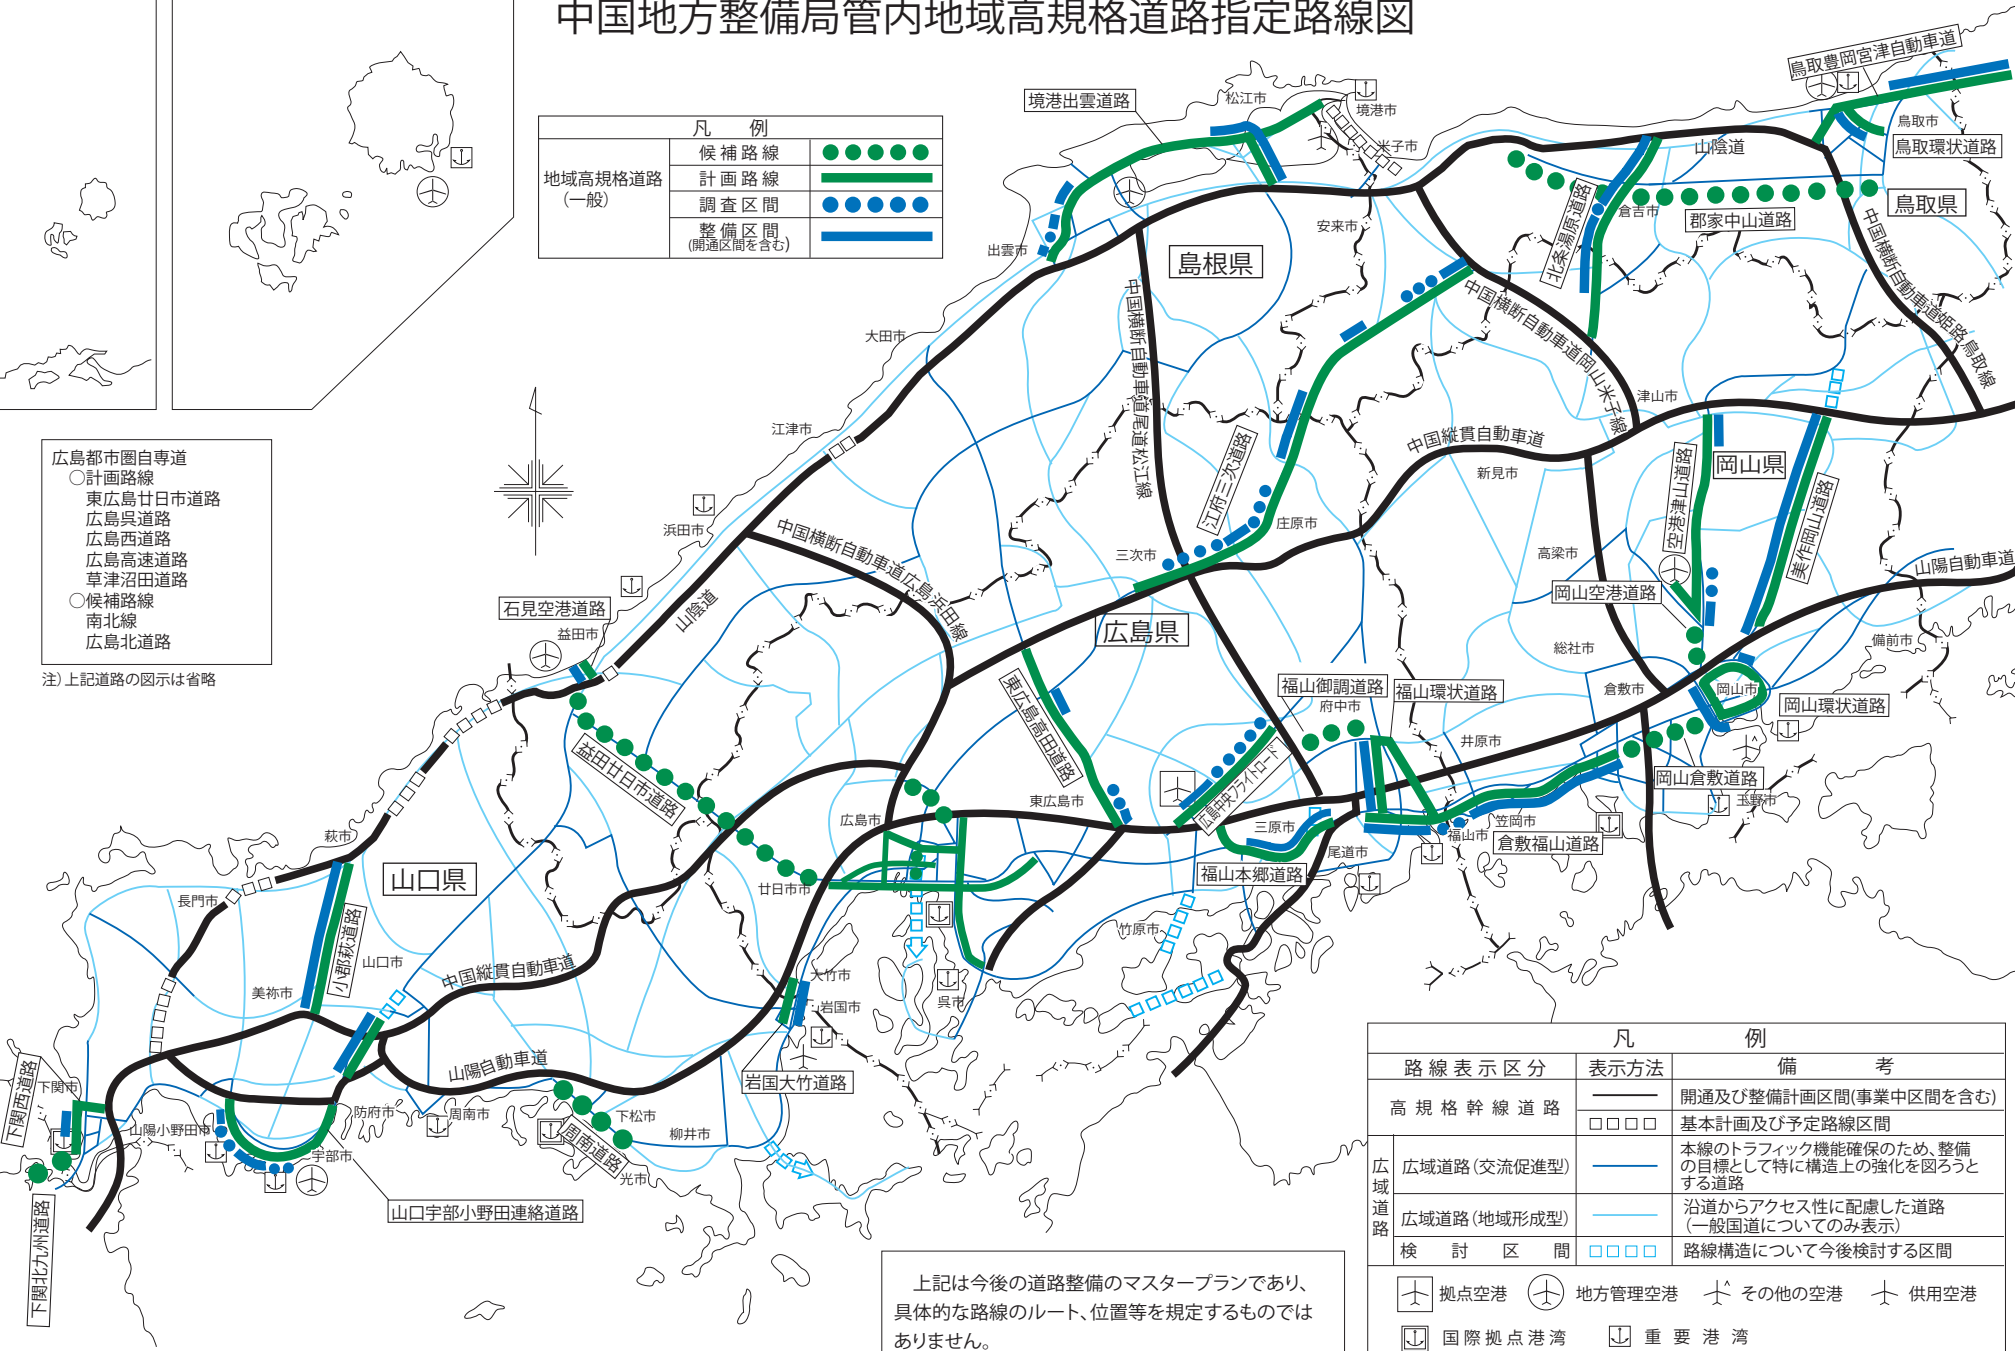 中国地方整備局管内地域高規格道路指定路線図
凡　例
地域高規格道路
(一般)
候補路線
計画路線
調査区間
整備区間
(開通区間を含む)
広島都市圏自専道
○計画路線
東広島廿日市道路
広島呉道路
広島西道路
広島高速道路
草津沼田道路
○候補路線
南北線
広島北道路
注)上記道路の図示は省略
境港出雲道路
松江市
境港市
米子市
鳥取豊岡宮津自動車道
鳥取市
鳥取環状道路
山陰道
鳥取県
郡家中山道路
倉吉市
北条湯原道路
安来市
出雲市
島根県
大田市
中国横断自動車道尾道松江線
中国横断自動車道岡山米子線
中国横断自動車道姫路鳥取線
津山市
中国縦貫自動車道
新見市
岡山県
空港津山道路
美作岡山道路
江津市
浜田市
中国横断自動車道広島浜田線
江府三次道路
庄原市
三次市
高梁市
山陽自動車道
岡山空港道路
備前市
石見空港道路
益田市
山陰道
広島県
総社市
倉敷市
岡山市
岡山環状道路
福山御調道路
府中市
福山環状道路
井原市
東広島高田道路
益田廿日市道路
岡山倉敷道路
玉野市
広島中央フライトロード
東広島市
広島市
三原市
笠岡市
福山市
倉敷福山道路
尾道市
福山本郷道路
萩市
山口県
長門市
廿日市市
竹原市
小郡萩道路
山口市
中国縦貫自動車道
美祢市
大竹市
岩国市
呉市
岩国大竹道路
山陽自動車道
下関西道路
下関市
防府市
周南市
下松市
柳井市
周南道路
光市
山陽小野田市
宇部市
山口宇部小野田連絡道路
下関北九州道路
上記は今後の道路整備のマスタープランであり、
具体的な路線のルート、位置等を規定するものでは
ありません。
凡　例
路線表示区分　表示方法　備考
高規格幹線道路　開通及び整備計画区間(事業中区間を含む)
基本計画及び予定路線区間
広域道路
広域道路(交流促進型)　本線のトラフィック機能確保のため、整備
の目標として特に構造上の強化を図ろうと
する道路
広域道路(地域形成型)　沿道からアクセス性に配慮した道路
(一般国道についてのみ表示)
検討区間　路線構造について今後検討する区間
拠点空港　地方管理空港　その他の空港　供用空港
国際拠点港湾　重要港湾